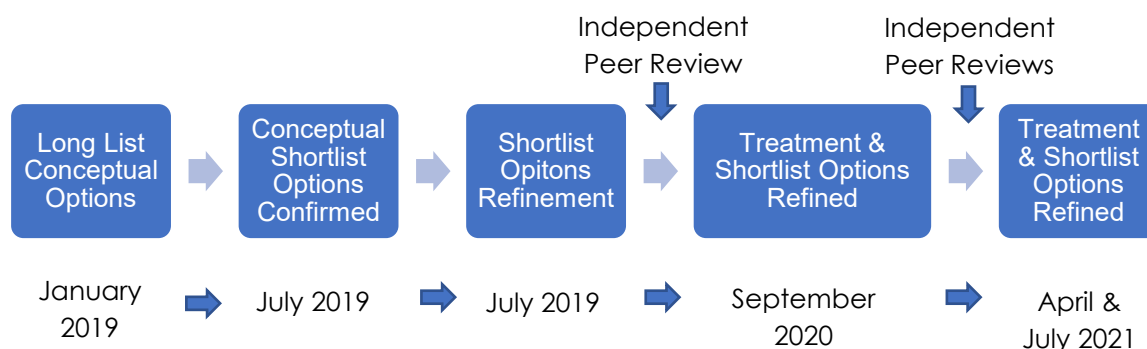 Independent
Peer Review
Independent
Peer Reviews
Long List
Conceptual
Options
Conceptual
Shortlist
Options
Confirmed
Shortlist
Opitons
Refinement
Treatment &
Shortlist Options
Refined
Treatment
& Shortlist
Options
Refined
January
2019
July 2019
July 2019
September
2020
April &
July 2021